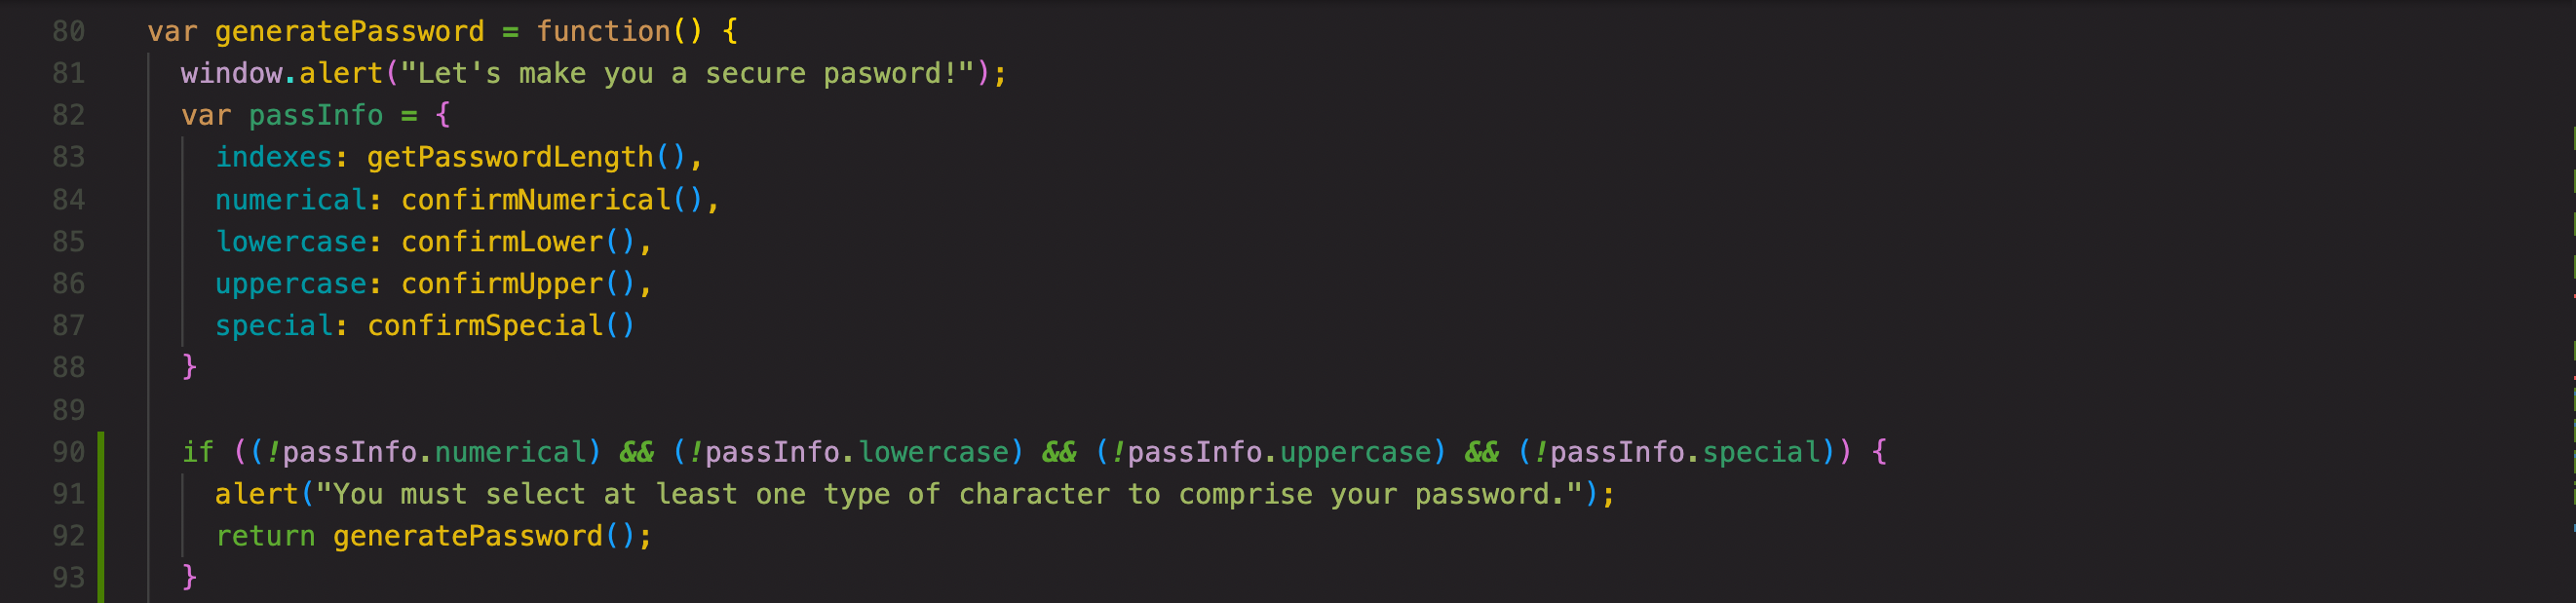 80 var generatePassword = function() {
81 window.alert("Let's make you a secure pasword!");
82 var passInfo = {
83 indexes: getPasswordLength(),
84 numerical: confirmNumerical(),
85 lowercase: confirmLower(),
86 uppercase: confirmUpper(),
87 special: confirmSpecial()
88 }
89
90 if ((!passInfo.numerical) && (!passInfo.lowercase) && (!passInfo.uppercase) && (!passInfo.special)) {
91 alert("You must select at least one type of character to comprise your password.");
92 return generatePassword();
93 }